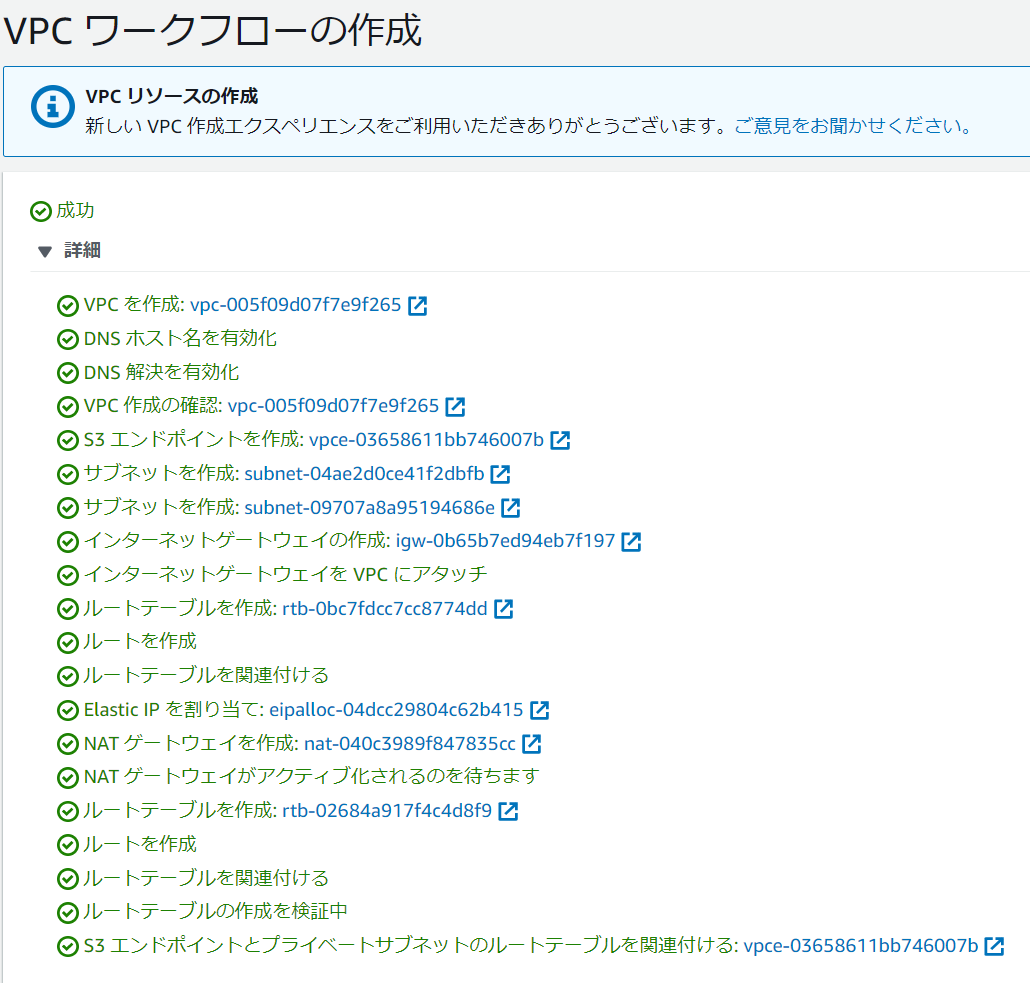 VPC ワークフローの作成
VPC リソースの作成
新しい VPC 作成エクスペリエンスをご利用いただきありがとうございます。ご意見をお聞かせください。
成功
詳細
VPC を作成: vpc-005f09d07f7e9f265
DNS ホスト名を有効化
DNS 解決を有効化
VPC 作成の確認: vpc-005f09d07f7e9f265
S3 エンドポイントを作成: vpce-03658611bb746007b
サブネットを作成: subnet-04ae2d0ce41f2dbfb
サブネットを作成: subnet-09707a8a95194686e
インターネットゲートウェイの作成: igw-0b65b7ed94eb7f197
インターネットゲートウェイを VPC にアタッチ
ルートテーブルを作成: rtb-0bc7fdcc7cc8774dd
ルートを作成
ルートテーブルを関連付ける
Elastic IP を割り当て: eipalloc-04dcc29804c62b415
NAT ゲートウェイを作成: nat-040c3989f847835cc
NAT ゲートウェイがアクティブ化されるのを待ちます
ルートテーブルを作成: rtb-02684a917f4c4d8f9
ルートを作成
ルートテーブルを関連付ける
ルートテーブルの作成を検証中
S3 エンドポイントとプライベートサブネットのルートテーブルを関連付ける: vpce-03658611bb746007b